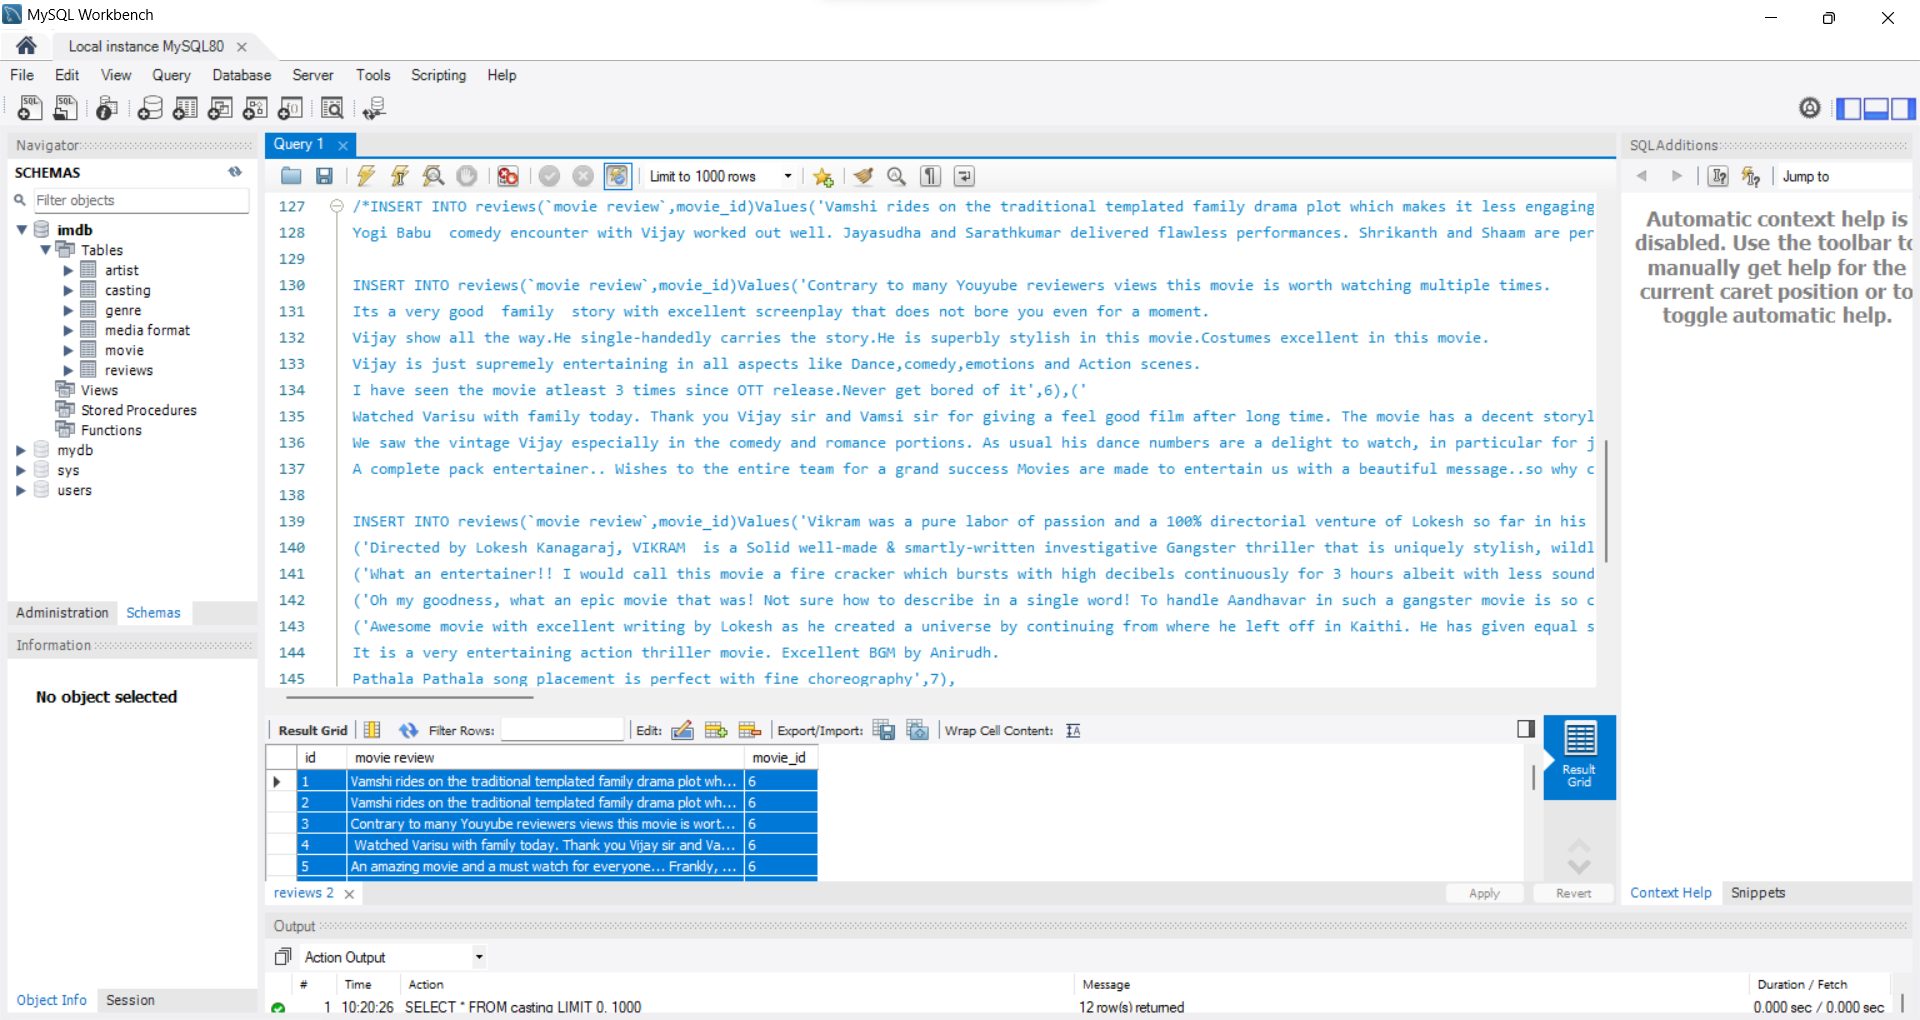 MySQL Workbench
Local instance MySQL80
File Edit View Query Database Server Tools Scripting Help
Navigator
SCHEMAS
Filter objects
imdb
Tables
artist
casting
genre
media format
movie
reviews
Views
Stored Procedures
Functions
mydb
sys
users
Administration Schemas
Information
No object selected
Object Info Session
Query 1
Limit to 1000 rows
127 /*INSERT INTO reviews(`movie review`,movie_id)Values('Vamshi rides on the traditional templated family drama plot which makes it less engaging
128 Yogi Babu  comedy encounter with Vijay worked out well. Jayasudha and Sarathkumar delivered flawless performances. Shrikanth and Shaam are per
129
130 INSERT INTO reviews(`movie review`,movie_id)Values('Contrary to many Youyube reviewers views this movie is worth watching multiple times.
131 Its a very good  family  story with excellent screenplay that does not bore you even for a moment.
132 Vijay show all the way.He single-handedly carries the story.He is superbly stylish in this movie.Costumes excellent in this movie.
133 Vijay is just supremely entertaining in all aspects like Dance,comedy,emotions and Action scenes.
134 I have seen the movie atleast 3 times since OTT release.Never get bored of it',6),('
135 Watched Varisu with family today. Thank you Vijay sir and Vamsi sir for giving a feel good film after long time. The movie has a decent storyl
136 We saw the vintage Vijay especially in the comedy and romance portions. As usual his dance numbers are a delight to watch, in particular for j
137 A complete pack entertainer.. Wishes to the entire team for a grand success Movies are made to entertain us with a beautiful message..so why c
138
139 INSERT INTO reviews(`movie review`,movie_id)Values('Vikram was a pure labor of passion and a 100% directorial venture of Lokesh so far in his
140 ('Directed by Lokesh Kanagaraj, VIKRAM  is a Solid well-made & smartly-written investigative Gangster thriller that is uniquely stylish, wildl
141 ('What an entertainer!! I would call this movie a fire cracker which bursts with high decibels continuously for 3 hours albeit with less sound
142 ('Oh my goodness, what an epic movie that was! Not sure how to describe in a single word! To handle Aandhavar in such a gangster movie is so c
143 ('Awesome movie with excellent writing by Lokesh as he created a universe by continuing from where he left off in Kaithi. He has given equal s
144 It is a very entertaining action thriller movie. Excellent BGM by Anirudh.
145 Pathala Pathala song placement is perfect with fine choreography',7),
Result Grid Filter Rows: Edit: Export/Import: Wrap Cell Content:
id movie review movie_id
1 Vamshi rides on the traditional templated family drama plot wh... 6
2 Vamshi rides on the traditional templated family drama plot wh... 6
3 Contrary to many Youyube reviewers views this movie is wort... 6
4 Watched Varisu with family today. Thank you Vijay sir and Va... 6
5 An amazing movie and a must watch for everyone... Frankly, ... 6
Result
Grid
reviews 2
Apply Revert
SQLAdditions
Jump to
Automatic context help is
disabled. Use the toolbar to
manually get help for the
current caret position or to
toggle automatic help.
Context Help Snippets
Output
Action Output
# Time Action Message Duration / Fetch
1 10:20:26 SELECT * FROM casting LIMIT 0, 1000 12 row(s) returned 0.000 sec / 0.000 sec